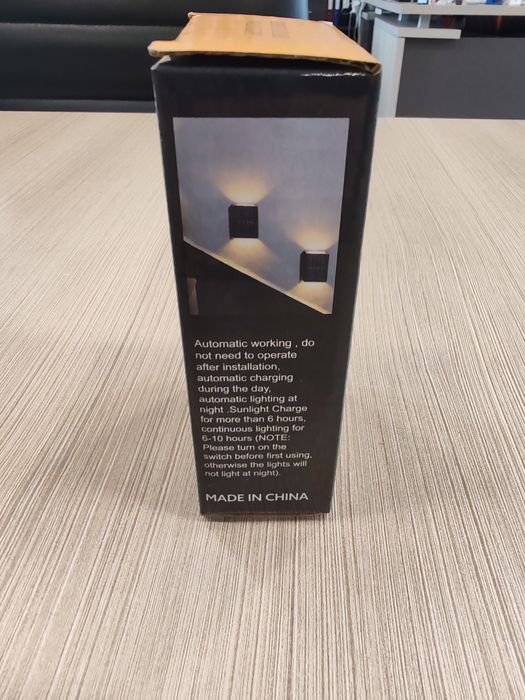 Automatic working , do
not need to operate
after installation,
automatic charging
during the day,
automatic lighting at
night .Sunlight Charge
for more than 6 hours,
continuous lighting for
6-10 hours (NOTE:
Please turn on the
switch before first using,
otherwise the lights will
not light at night).
MADE IN CHINA